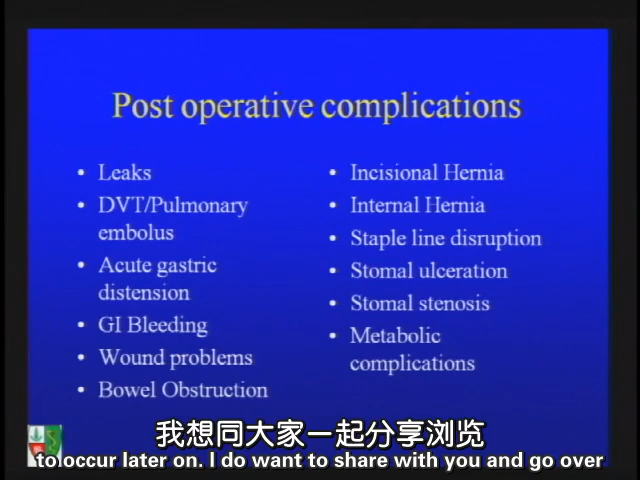 Post operative complications
• Leaks
• DVT/Pulmonary
embolus
• Acute gastric
distension
• GI Bleeding
• Wound problems
• Bowel Obstruction
• Incisional Hernia
• Internal Hernia
• Staple line disruption
• Stomal ulceration
• Stomal stenosis
• Metabolic
complications
我想同大家一起分享浏览
to occur later on. I do want to share with you and go over